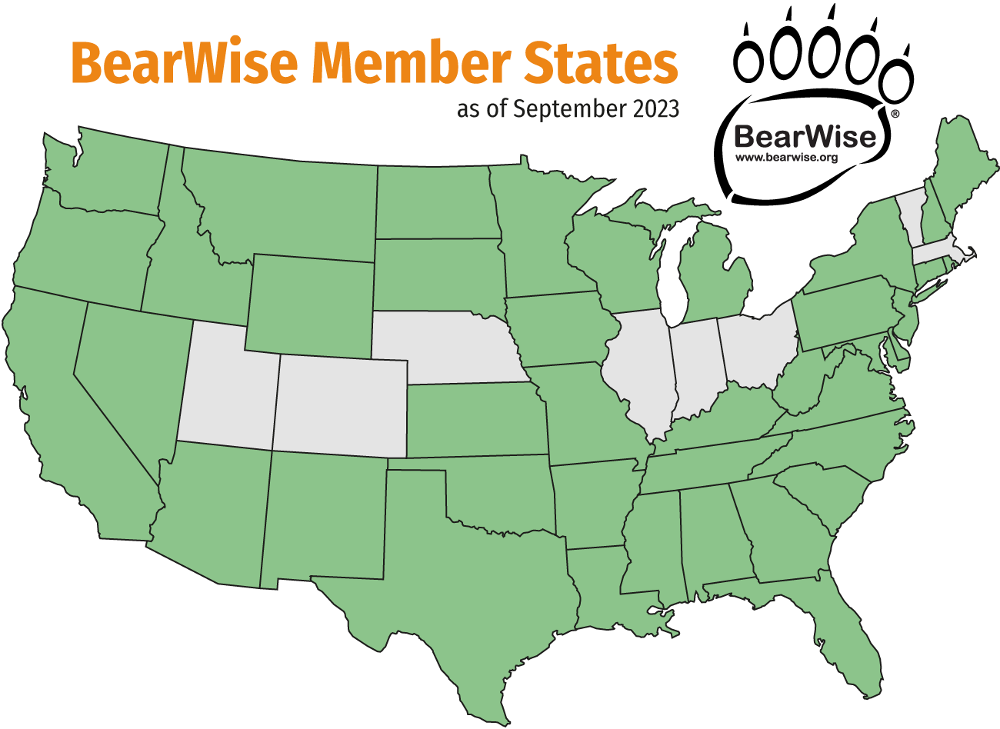 BearWise Member States
as of September 2023
BearWise
www.bearwise.org
®